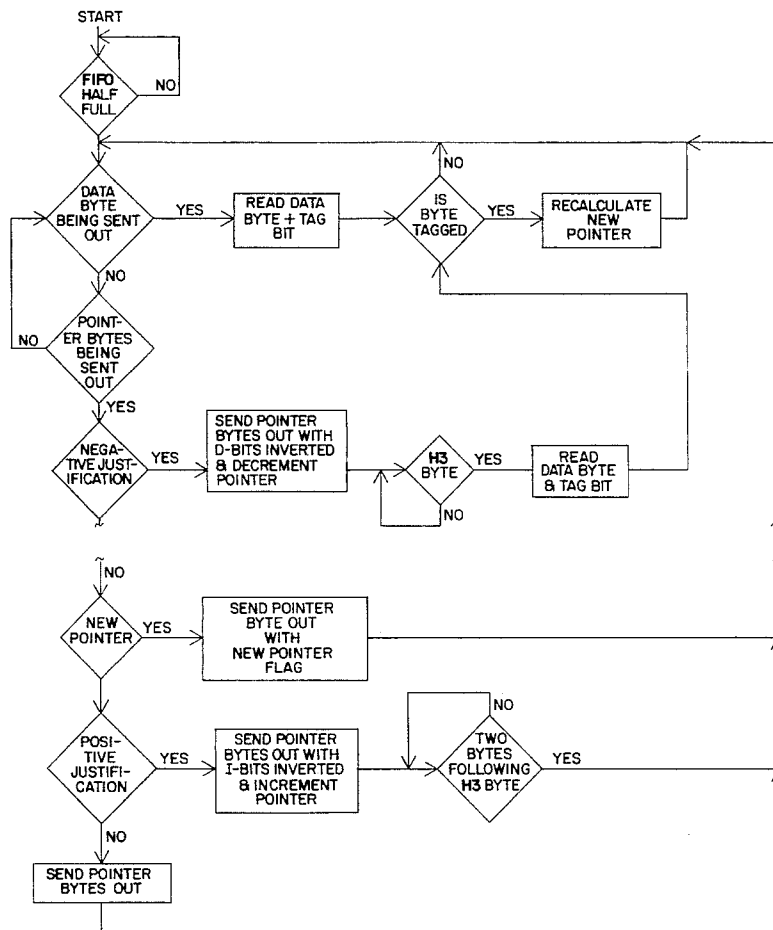 START
FIFO
HALF
FULL
NO
DATA
BYTE
BEING SENT
OUT
YES
READ DATA
BYTE + TAG
BIT
IS
BYTE
TAGGED
NO
YES
RECALCULATE
NEW
POINTER
NO
POINT-
ER BYTES
BEING
SENT
OUT
NO
YES
NEGA-
TIVE JUST-
IFICATION
YES
SEND POINTER
BYTES OUT WITH
D-BITS INVERTED
& DECREMENT
POINTER
H3
BYTE
YES
NO
READ
DATA BYTE
& TAG BIT
NO
NEW
POINTER
YES
SEND POINTER
BYTE OUT
WITH
NEW POINTER
FLAG
POSI-
TIVE
JUSTIFI-
CATION
YES
SEND POINTER
BYTES OUT WITH
I-BITS INVERTED
& INCREMENT
POINTER
NO
TWO
BYTES
FOLLOWING
H3 BYTE
YES
NO
SEND POINTER
BYTES OUT